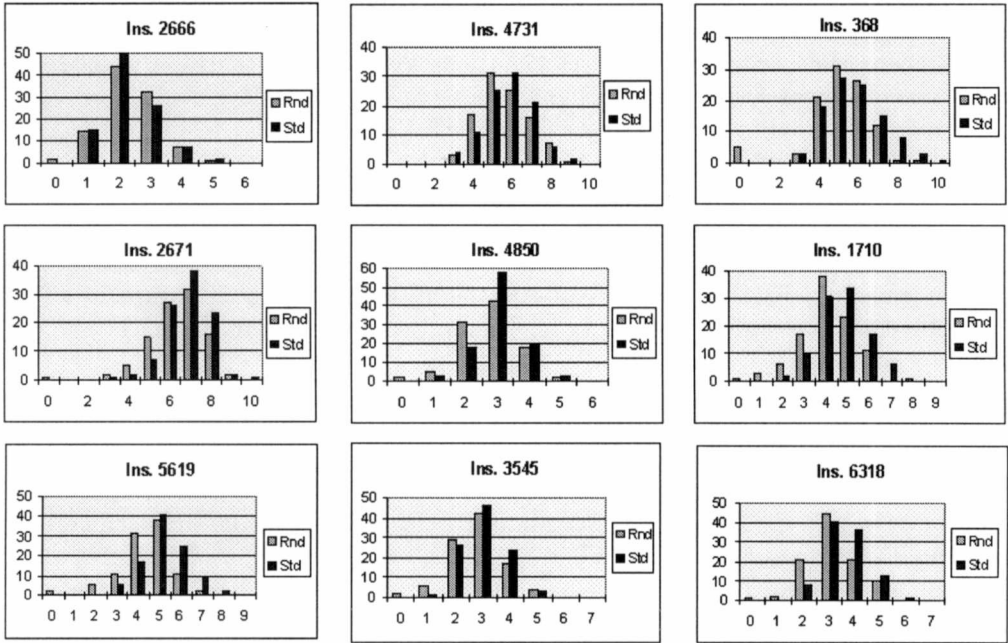 Ins. 2666
50
40
30
20
10
0
0 1 2 3 4 5 6
Rnd
Std
Ins. 4731
40
30
20
10
0
0 2 4 6 8 10
Rnd
Std
Ins. 368
40
30
20
10
0
0 2 4 6 8 10
Rnd
Std
Ins. 2671
40
30
20
10
0
0 2 4 6 8 10
Rnd
Std
Ins. 4850
60
50
40
30
20
10
0
0 1 2 3 4 5 6
Rnd
Std
Ins. 1710
40
30
20
10
0
0 1 2 3 4 5 6 7 8 9
Rnd
Std
Ins. 5619
50
40
30
20
10
0
0 1 2 3 4 5 6 7 8 9
Rnd
Std
Ins. 3545
50
40
30
20
10
0
0 1 2 3 4 5 6 7
Rnd
Std
Ins. 6318
50
40
30
20
10
0
0 1 2 3 4 5 6 7
Rnd
Std